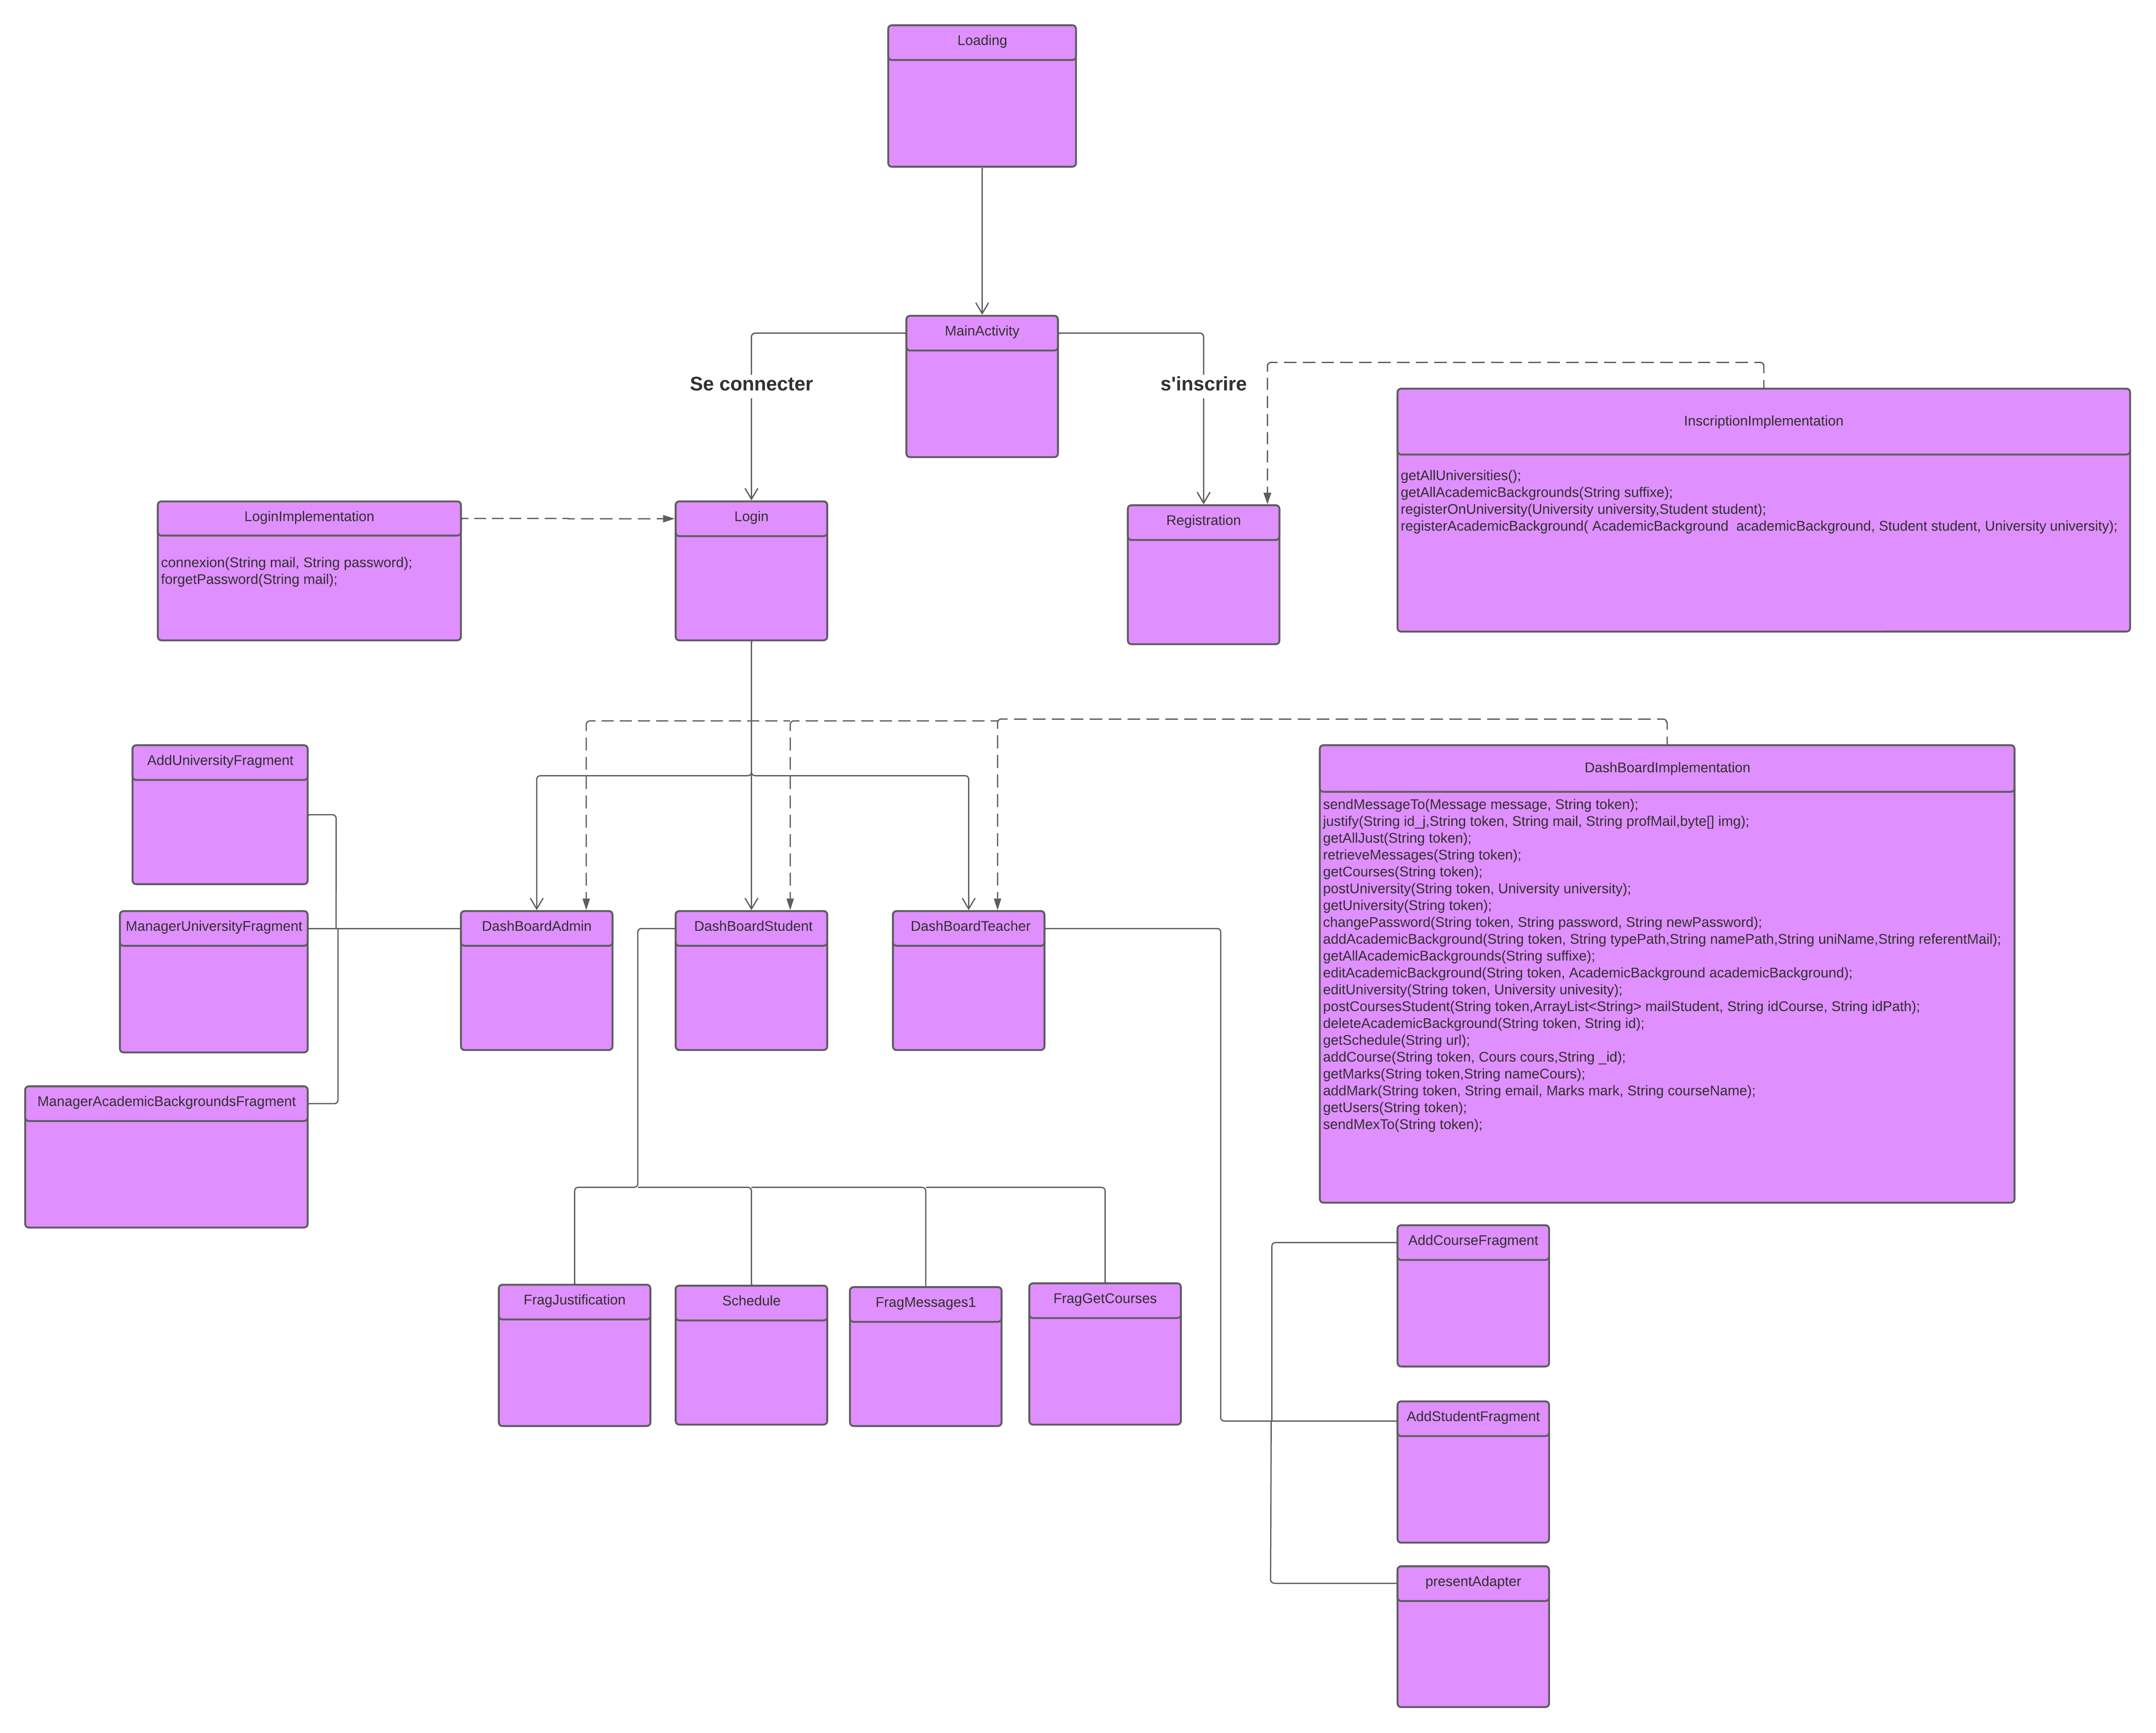 Loading
MainActivity
Se connecter
s'inscrire
InscriptionImplementation
getAllUniversities();
getAllAcademicBackgrounds(String suffixe);
registerOnUniversity(University university,Student student);
registerAcademicBackground( AcademicBackground  academicBackground, Student student, University university);
LoginImplementation
connexion(String mail, String password);
forgetPassword(String mail);
Login
Registration
AddUniversityFragment
DashBoardImplementation
sendMessageTo(Message message, String token);
justify(String id_j,String token, String mail, String profMail,byte[] img);
getAllJust(String token);
retrieveMessages(String token);
getCourses(String token);
postUniversity(String token, University university);
getUniversity(String token);
changePassword(String token, String password, String newPassword);
addAcademicBackground(String token, String typePath,String namePath,String uniName,String referentMail);
getAllAcademicBackgrounds(String suffixe);
editAcademicBackground(String token, AcademicBackground academicBackground);
editUniversity(String token, University univesity);
postCoursesStudent(String token,ArrayList<String> mailStudent, String idCourse, String idPath);
deleteAcademicBackground(String token, String id);
getSchedule(String url);
addCourse(String token, Cours cours,String _id);
getMarks(String token,String nameCours);
addMark(String token, String email, Marks mark, String courseName);
getUsers(String token);
sendMexTo(String token);
ManagerUniversityFragment
DashBoardAdmin
DashBoardStudent
DashBoardTeacher
ManagerAcademicBackgroundsFragment
FragJustification
Schedule
FragMessages1
FragGetCourses
AddCourseFragment
AddStudentFragment
presentAdapter